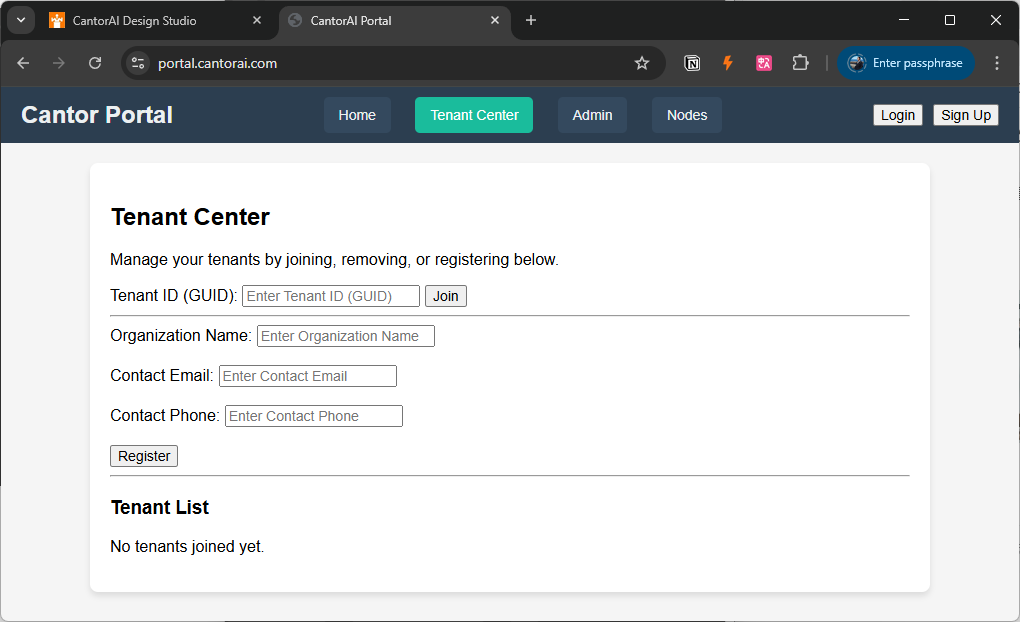 CantorAI Design Studio
CantorAI Portal
portal.cantorai.com
Enter passphrase
Cantor Portal
Home
Tenant Center
Admin
Nodes
Login
Sign Up
Tenant Center
Manage your tenants by joining, removing, or registering below.
Tenant ID (GUID): Enter Tenant ID (GUID) Join
Organization Name: Enter Organization Name
Contact Email: Enter Contact Email
Contact Phone: Enter Contact Phone
Register
Tenant List
No tenants joined yet.